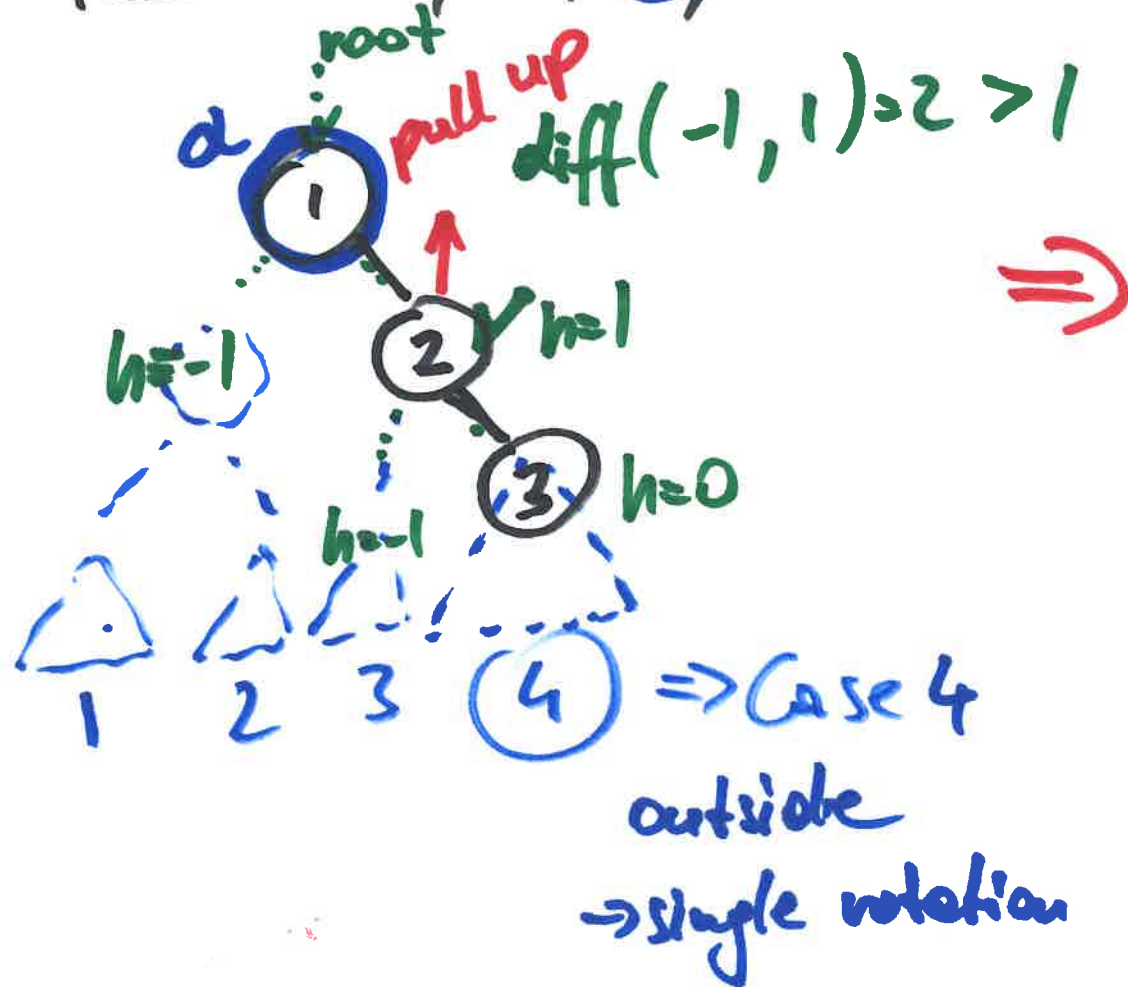 root
pull up
diff(-1, 1)=2 > 1
α
1
⇒
2
h=1
h=-1
3
h=0
h=-1
1 2 3 4 ⇒ Case 4
outside
→ single rotation